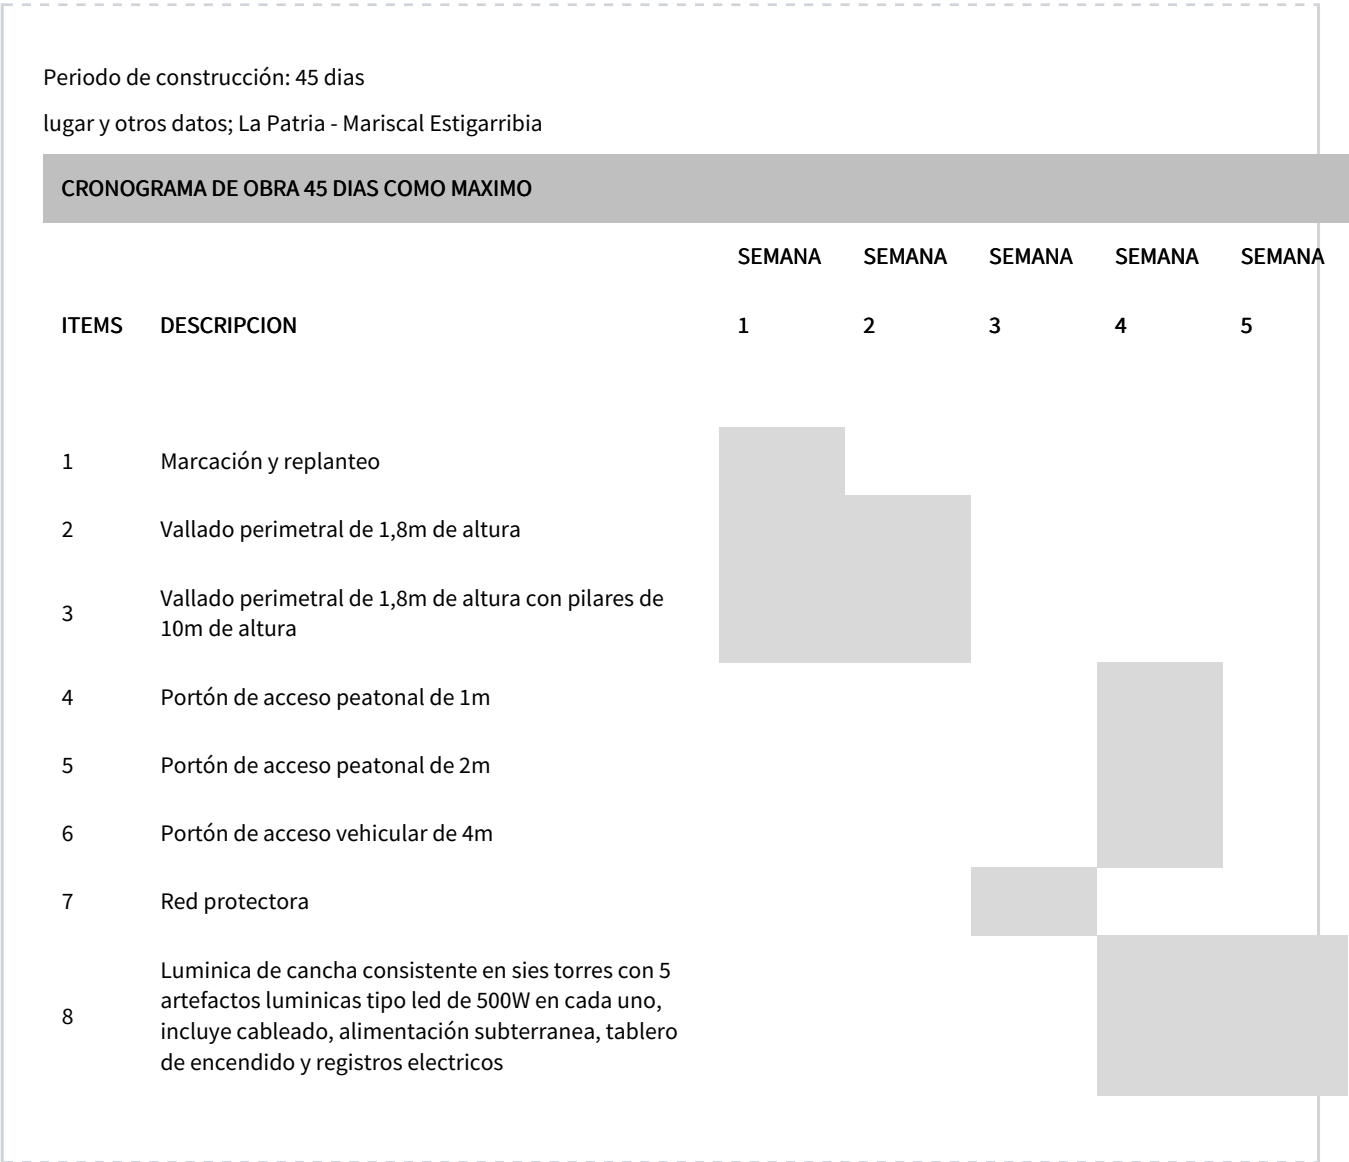 Periodo de construcción: 45 dias
lugar y otros datos; La Patria - Mariscal Estigarribia
CRONOGRAMA DE OBRA 45 DIAS COMO MAXIMO
SEMANA SEMANA SEMANA SEMANA SEMANA
ITEMS DESCRIPCION 1 2 3 4 5
1 Marcación y replanteo
2 Vallado perimetral de 1,8m de altura
3 Vallado perimetral de 1,8m de altura con pilares de
10m de altura
4 Portón de acceso peatonal de 1m
5 Portón de acceso peatonal de 2m
6 Portón de acceso vehicular de 4m
7 Red protectora
8 Luminica de cancha consistente en sies torres con 5
artefactos luminicas tipo led de 500W en cada uno,
incluye cableado, alimentación subterranea, tablero
de encendido y registros electricos